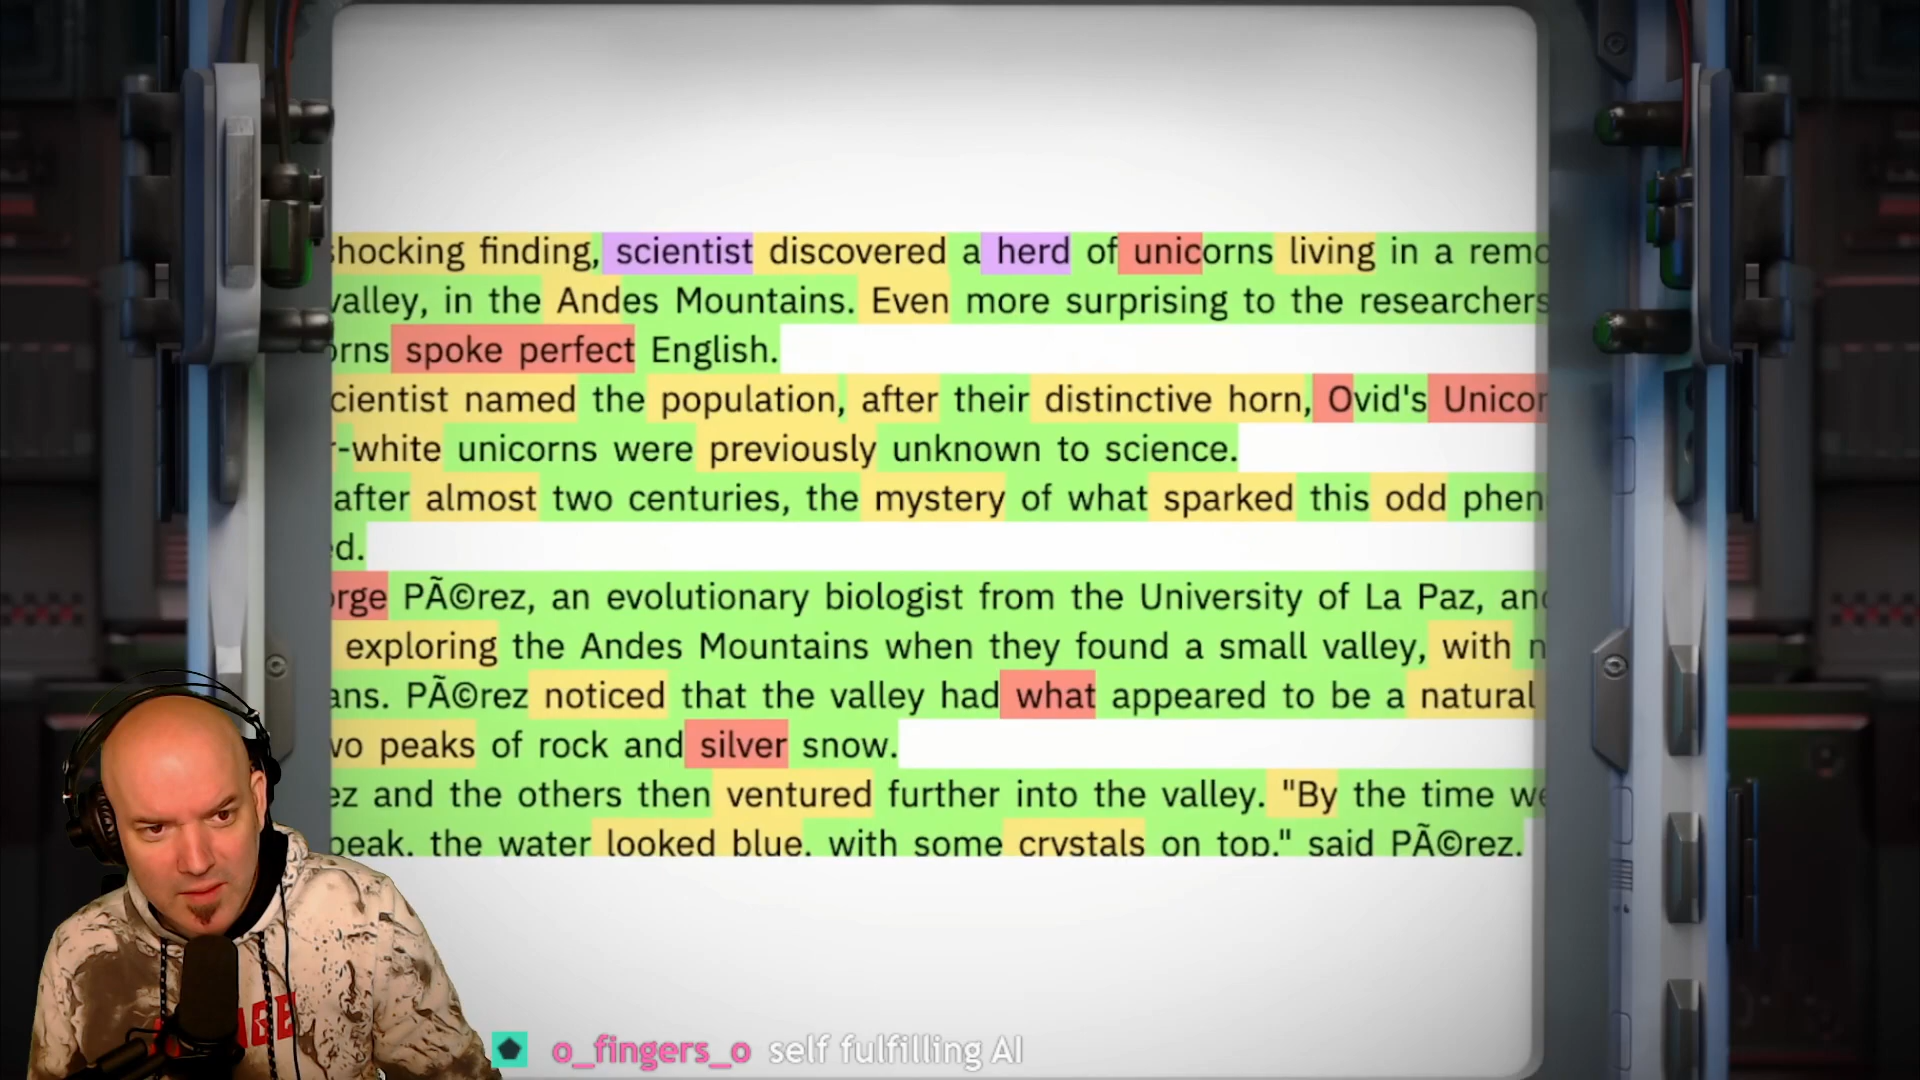 shocking finding, scientist discovered a herd of unicorns living in a remo
valley, in the Andes Mountains. Even more surprising to the researchers
orns spoke perfect English.
cientist named the population, after their distinctive horn, Ovid's Unicor
r-white unicorns were previously unknown to science.
after almost two centuries, the mystery of what sparked this odd phen
ed.
orge PÃ©rez, an evolutionary biologist from the University of La Paz, and
exploring the Andes Mountains when they found a small valley, with n
ans. PÃ©rez noticed that the valley had what appeared to be a natural
wo peaks of rock and silver snow.
ez and the others then ventured further into the valley. "By the time we
peak, the water looked blue, with some crystals on top," said PÃ©rez.
o_fingers_o self fulfilling AI